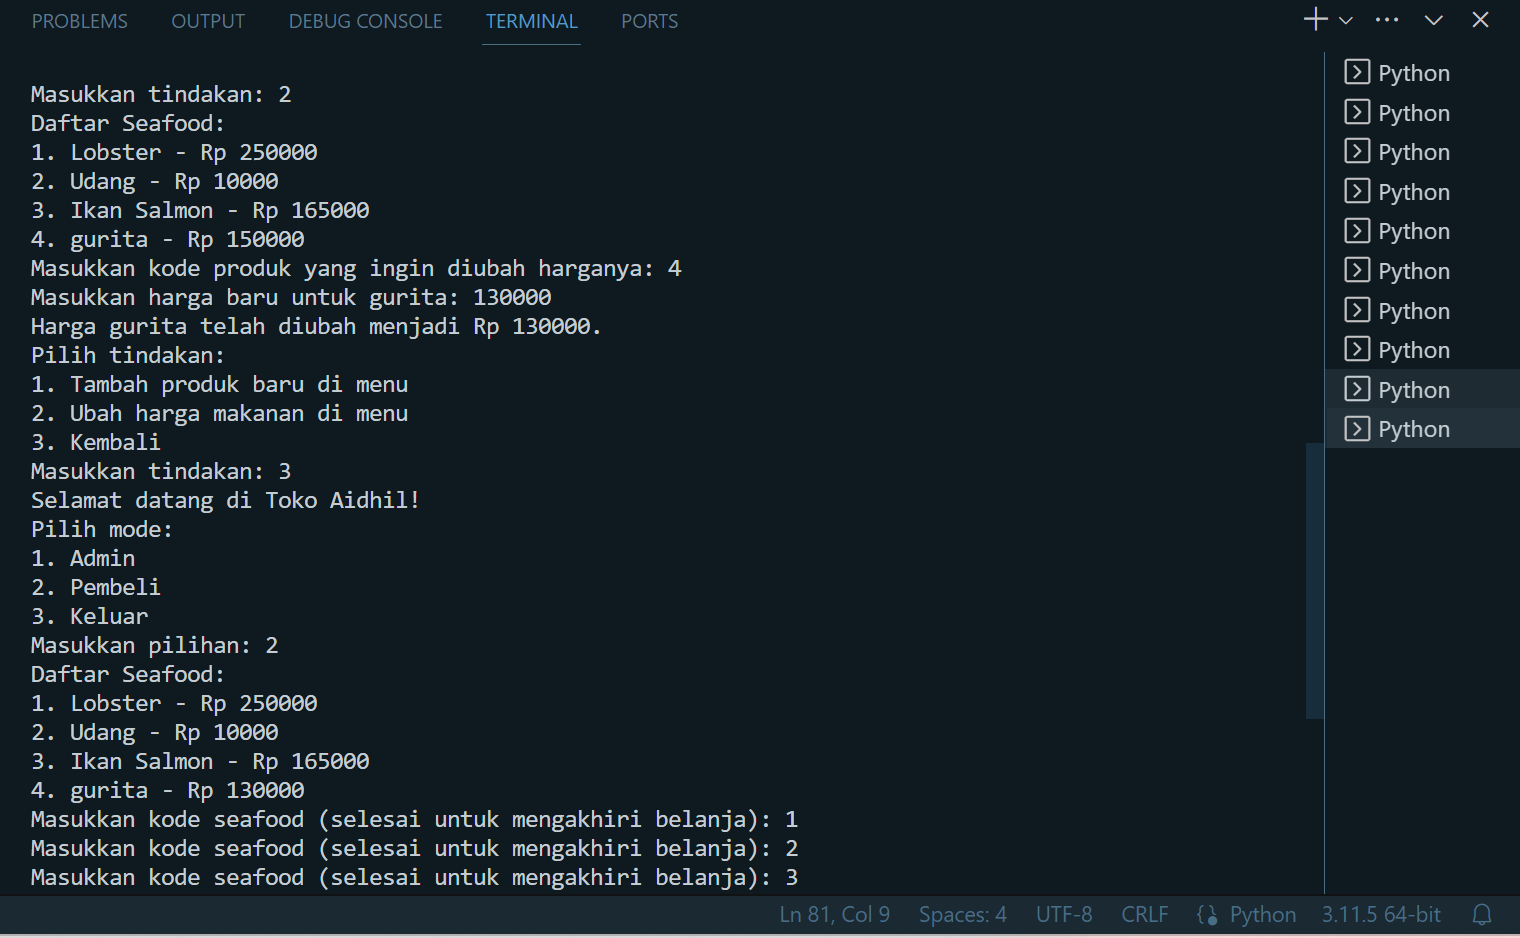 PROBLEMS OUTPUT DEBUG CONSOLE TERMINAL PORTS
Masukkan tindakan: 2
Daftar Seafood:
1. Lobster - Rp 250000
2. Udang - Rp 10000
3. Ikan Salmon - Rp 165000
4. gurita - Rp 150000
Masukkan kode produk yang ingin diubah harganya: 4
Masukkan harga baru untuk gurita: 130000
Harga gurita telah diubah menjadi Rp 130000.
Pilih tindakan:
1. Tambah produk baru di menu
2. Ubah harga makanan di menu
3. Kembali
Masukkan tindakan: 3
Selamat datang di Toko Aidhil!
Pilih mode:
1. Admin
2. Pembeli
3. Keluar
Masukkan pilihan: 2
Daftar Seafood:
1. Lobster - Rp 250000
2. Udang - Rp 10000
3. Ikan Salmon - Rp 165000
4. gurita - Rp 130000
Masukkan kode seafood (selesai untuk mengakhiri belanja): 1
Masukkan kode seafood (selesai untuk mengakhiri belanja): 2
Masukkan kode seafood (selesai untuk mengakhiri belanja): 3
Python
Python
Python
Python
Python
Python
Python
Python
Python
Python
Ln 81, Col 9 Spaces: 4 UTF-8 CRLF Python 3.11.5 64-bit